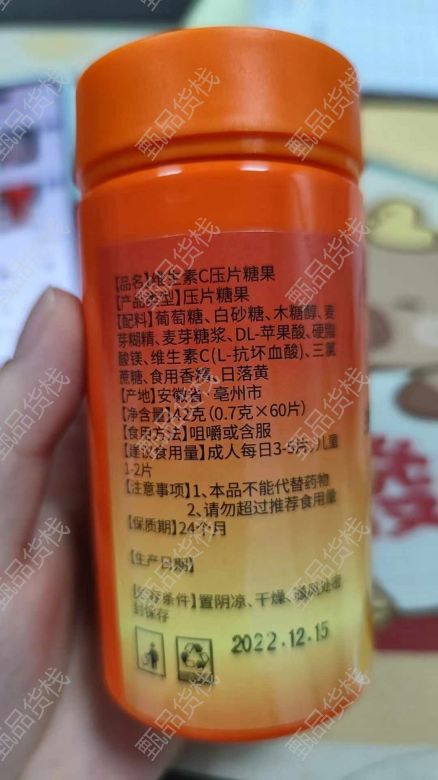 【品名】维生素C压片糖果
【产品类型】压片糖果
【配料】葡萄糖、白砂糖、木糖醇、麦
芽糊精、麦芽糖浆、DL-苹果酸、硬脂
酸镁、维生素C(L-抗坏血酸)、三氯
蔗糖、食用香精、日落黄
【产地】安徽省 亳州市
【净含量】42克(0.7克×60片)
【食用方法】咀嚼或含服
【建议食用量】成人每日3-5片,儿童
1-2片
【注意事项】1、本品不能代替药物
2、请勿超过推荐食用量
【保质期】24个月
【生产日期】
【贮存条件】置阴凉、干燥、通风处密
封保存
2022.12.15
甄品货栈